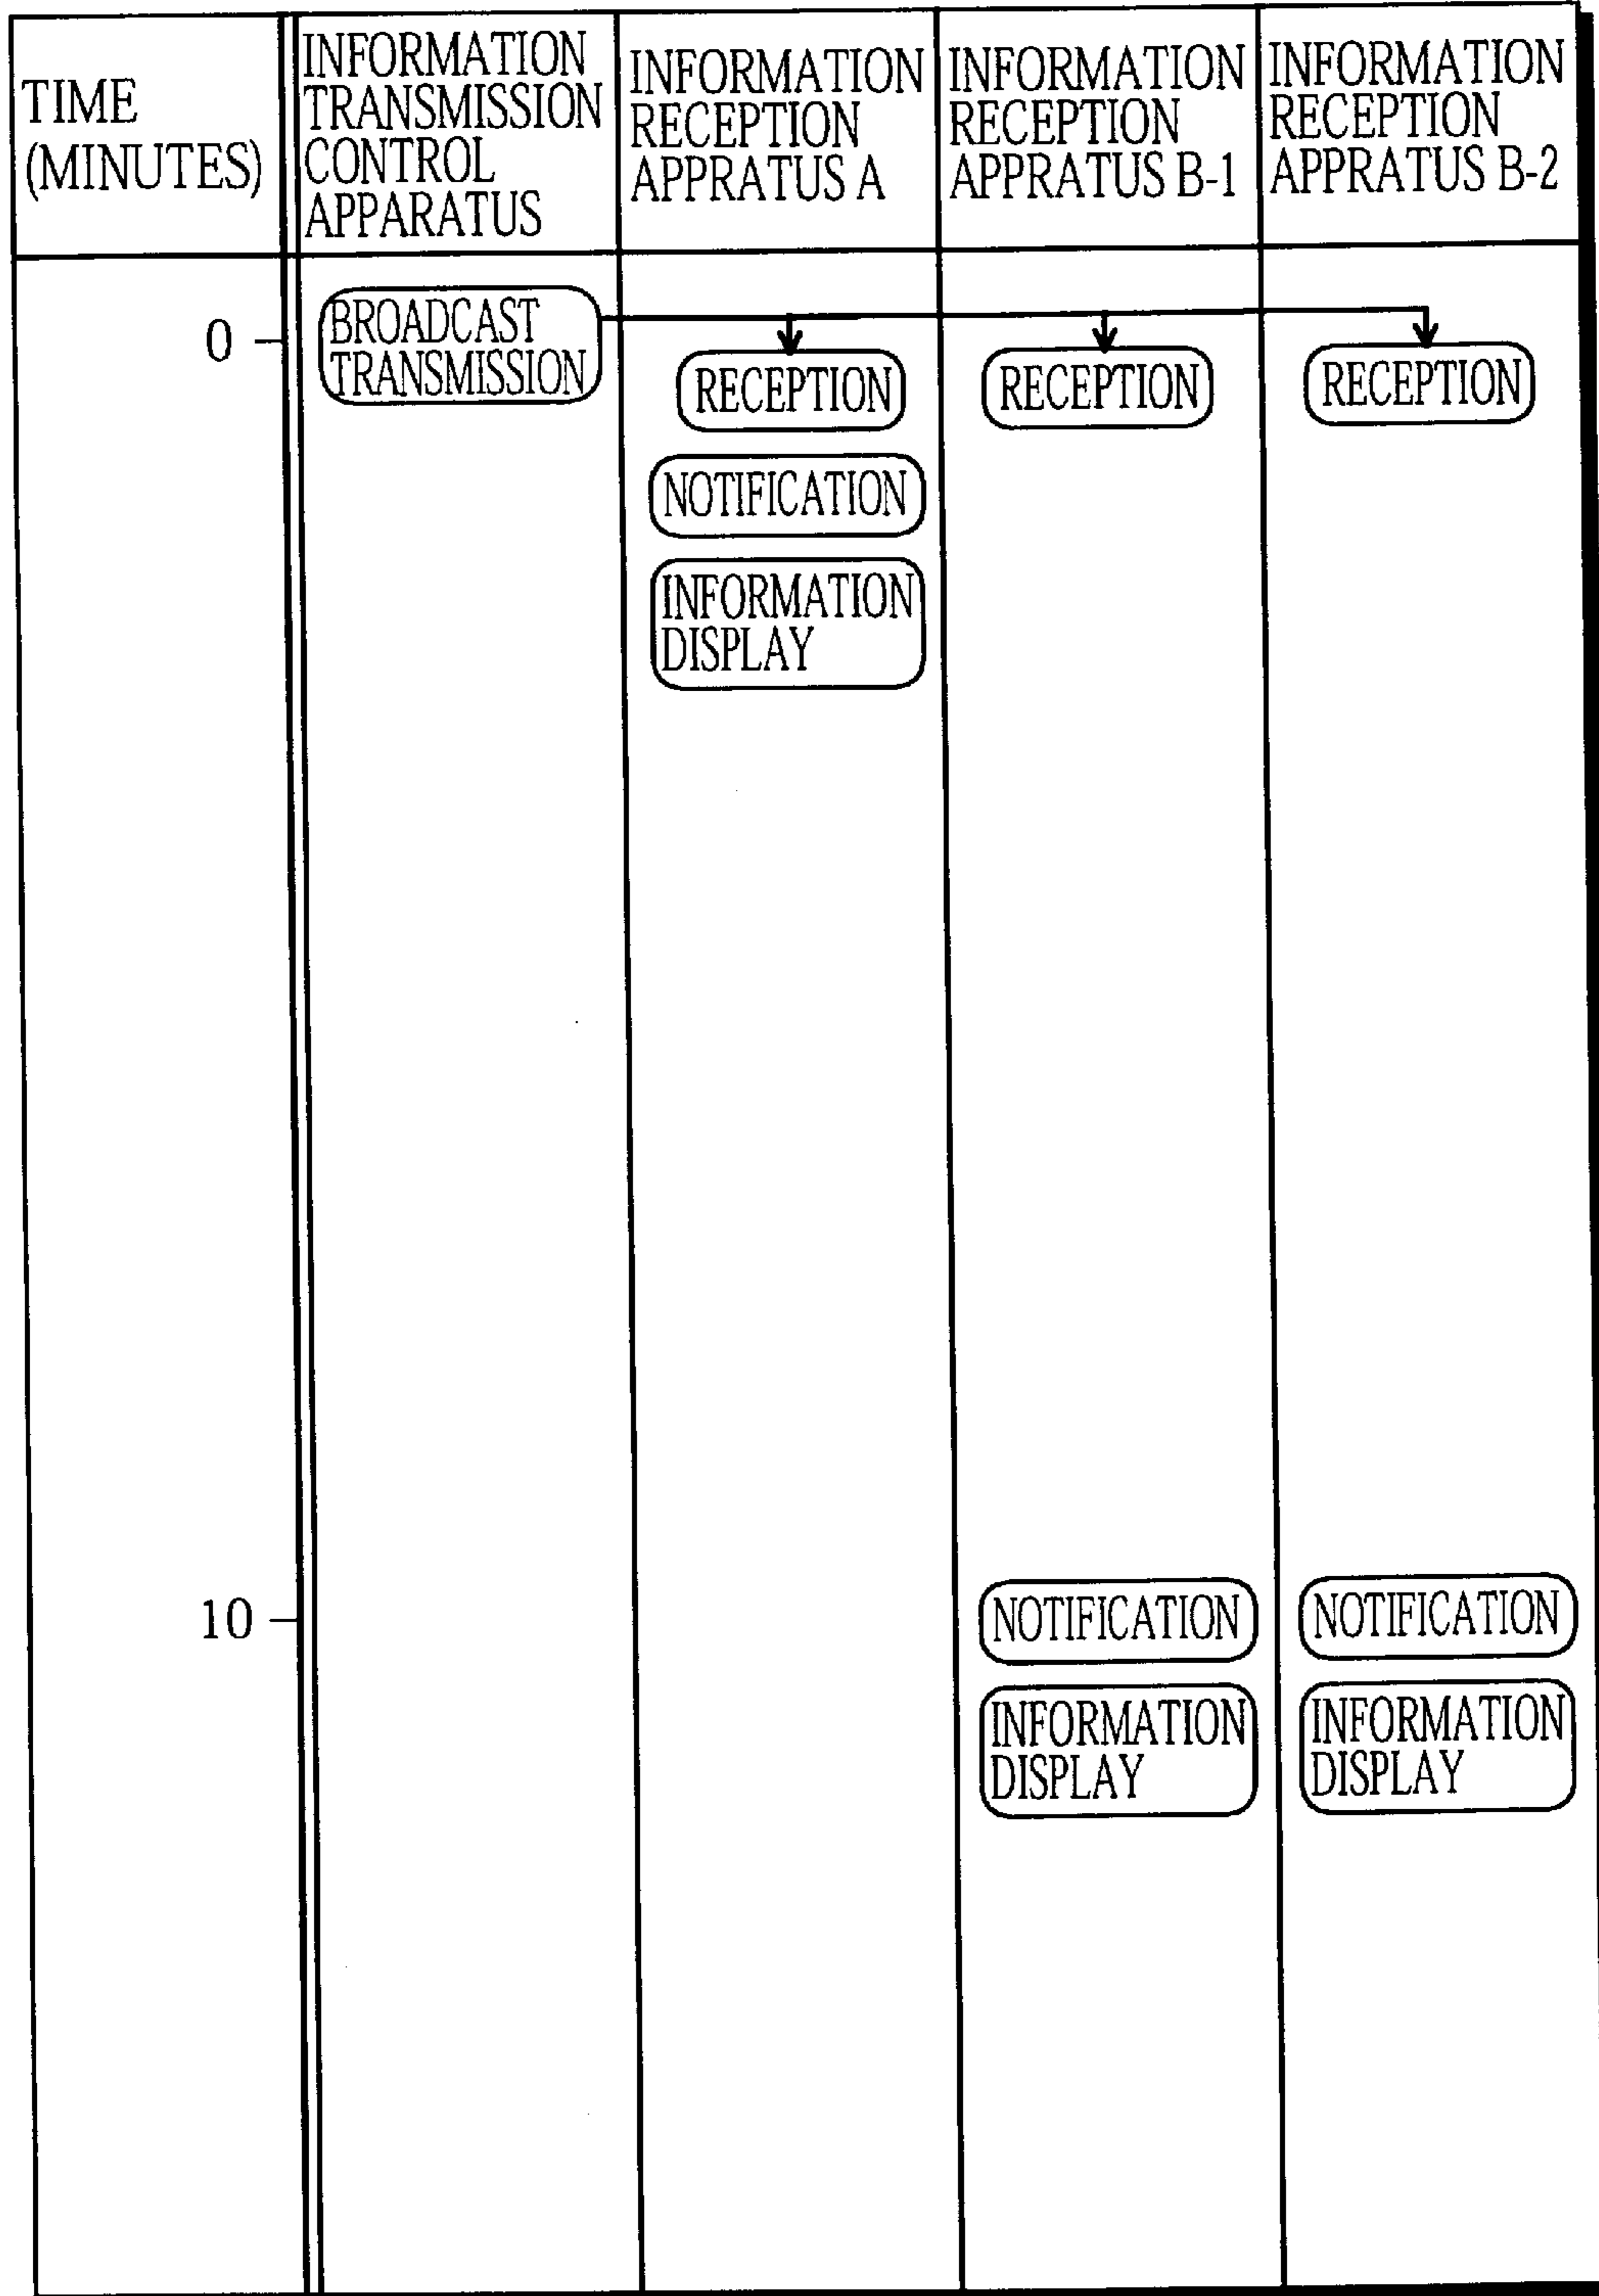 TIME
(MINUTES)
INFORMATION
TRANSMISSION
CONTROL
APPARATUS
INFORMATION
RECEPTION
APPRATUS A
INFORMATION
RECEPTION
APPRATUS B-1
INFORMATION
RECEPTION
APPRATUS B-2
0
BROADCAST
TRANSMISSION
RECEPTION
RECEPTION
RECEPTION
NOTIFICATION
INFORMATION
DISPLAY
10
NOTIFICATION
NOTIFICATION
INFORMATION
DISPLAY
INFORMATION
DISPLAY